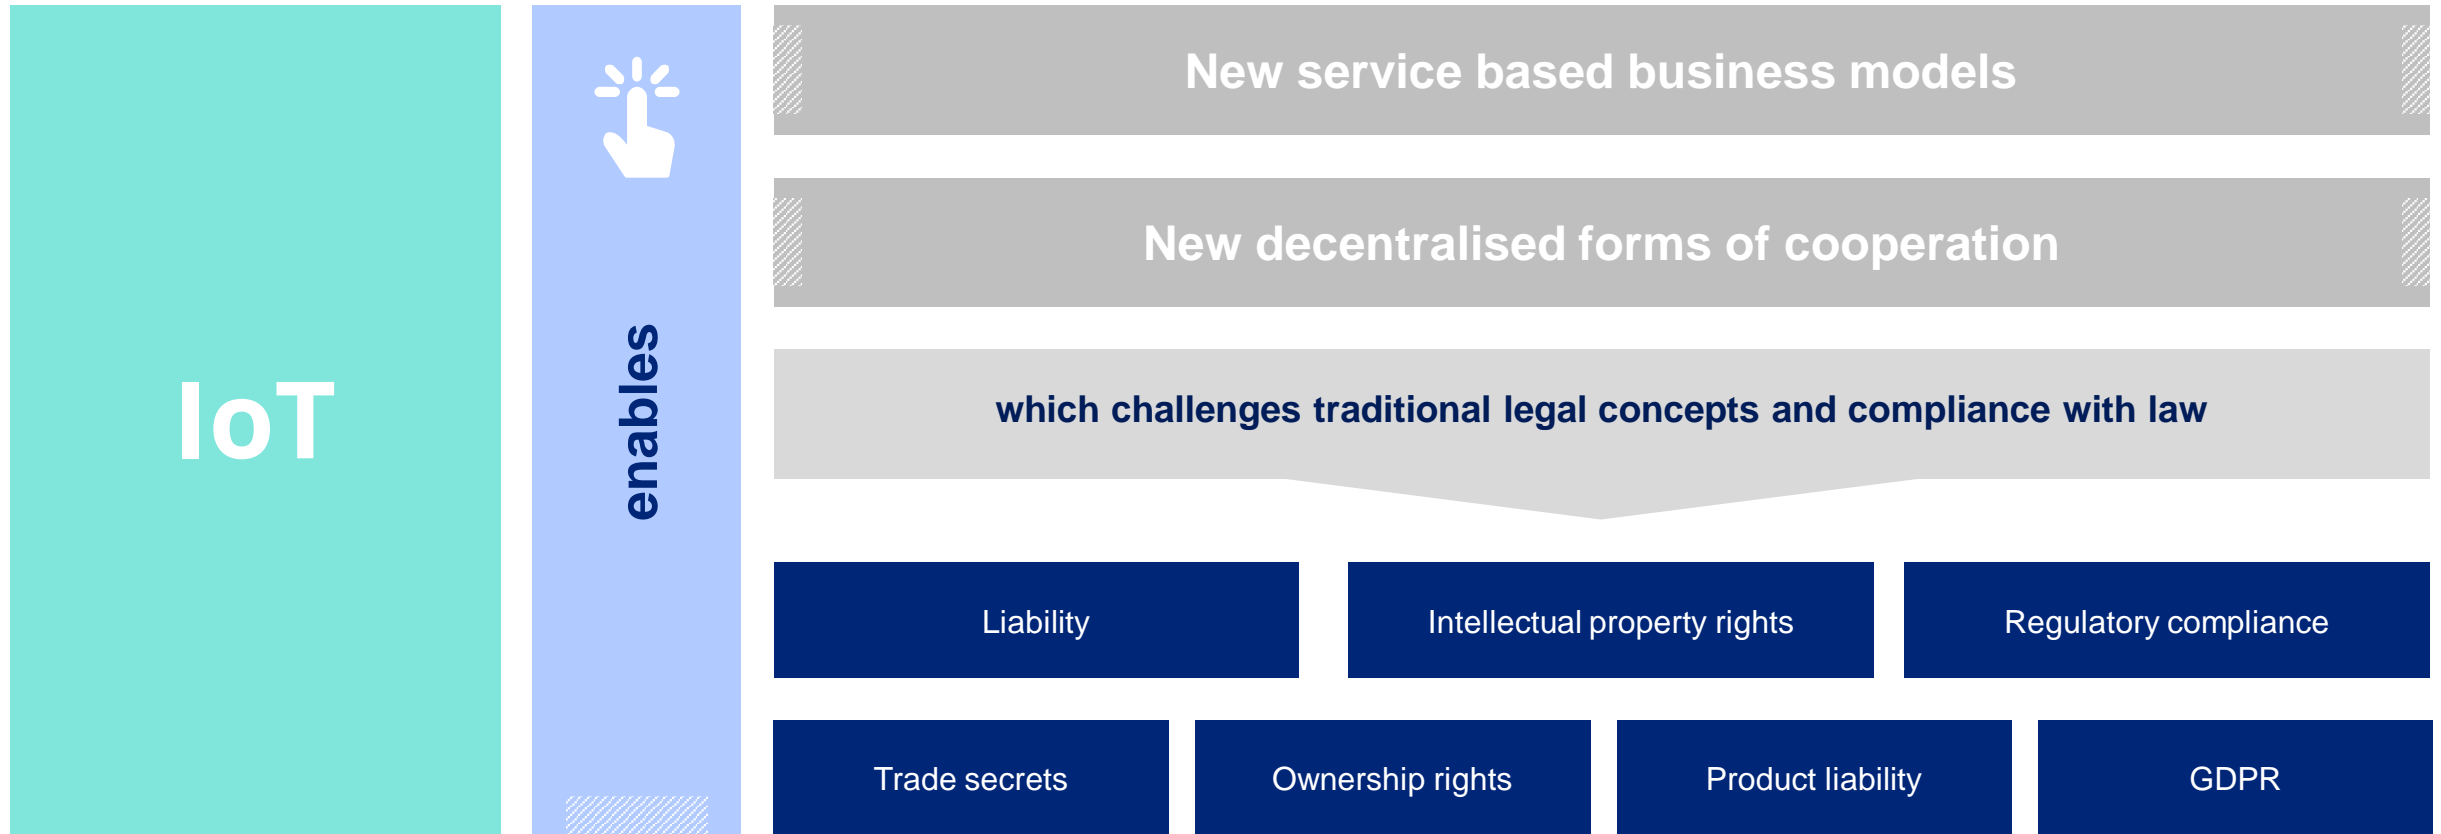 IoT
enables
New service based business models
New decentralised forms of cooperation
which challenges traditional legal concepts and compliance with law
Liability
Intellectual property rights
Regulatory compliance
Trade secrets
Ownership rights
Product liability
GDPR